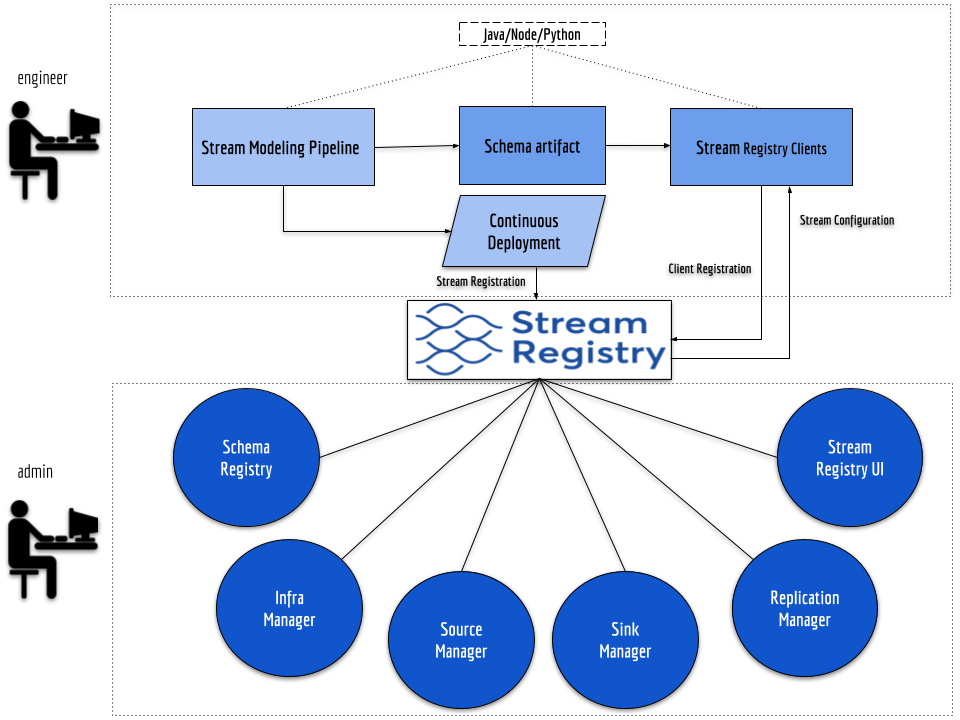 Java/Node/Python
engineer
Stream Modeling Pipeline
Schema artifact
Stream Registry Clients
Continuous
Deployment
Stream Configuration
Client Registration
Stream Registration
Stream
Registry
admin
Schema
Registry
Stream
Registry UI
Infra
Manager
Source
Manager
Sink
Manager
Replication
Manager